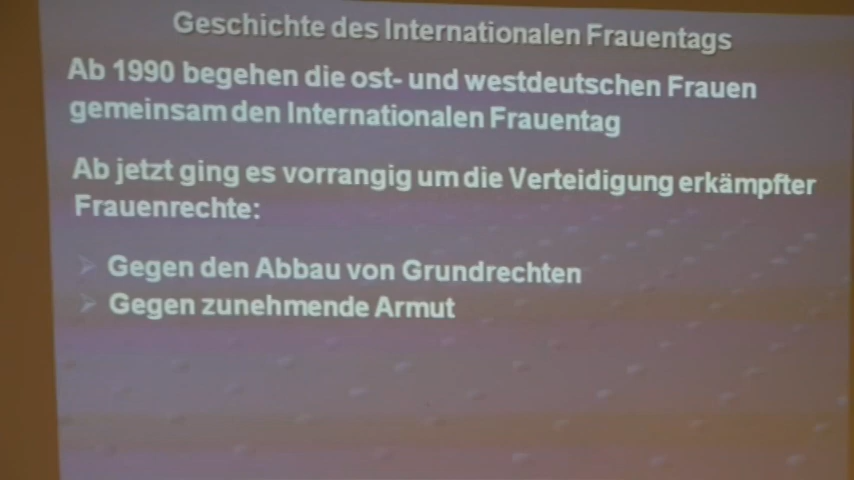 Geschichte des Internationalen Frauentags
Ab 1990 begehen die ost- und westdeutschen Frauen
gemeinsam den Internationalen Frauentag
Ab jetzt ging es vorrangig um die Verteidigung erkämpfter
Frauenrechte:
Gegen den Abbau von Grundrechten
Gegen zunehmende Armut